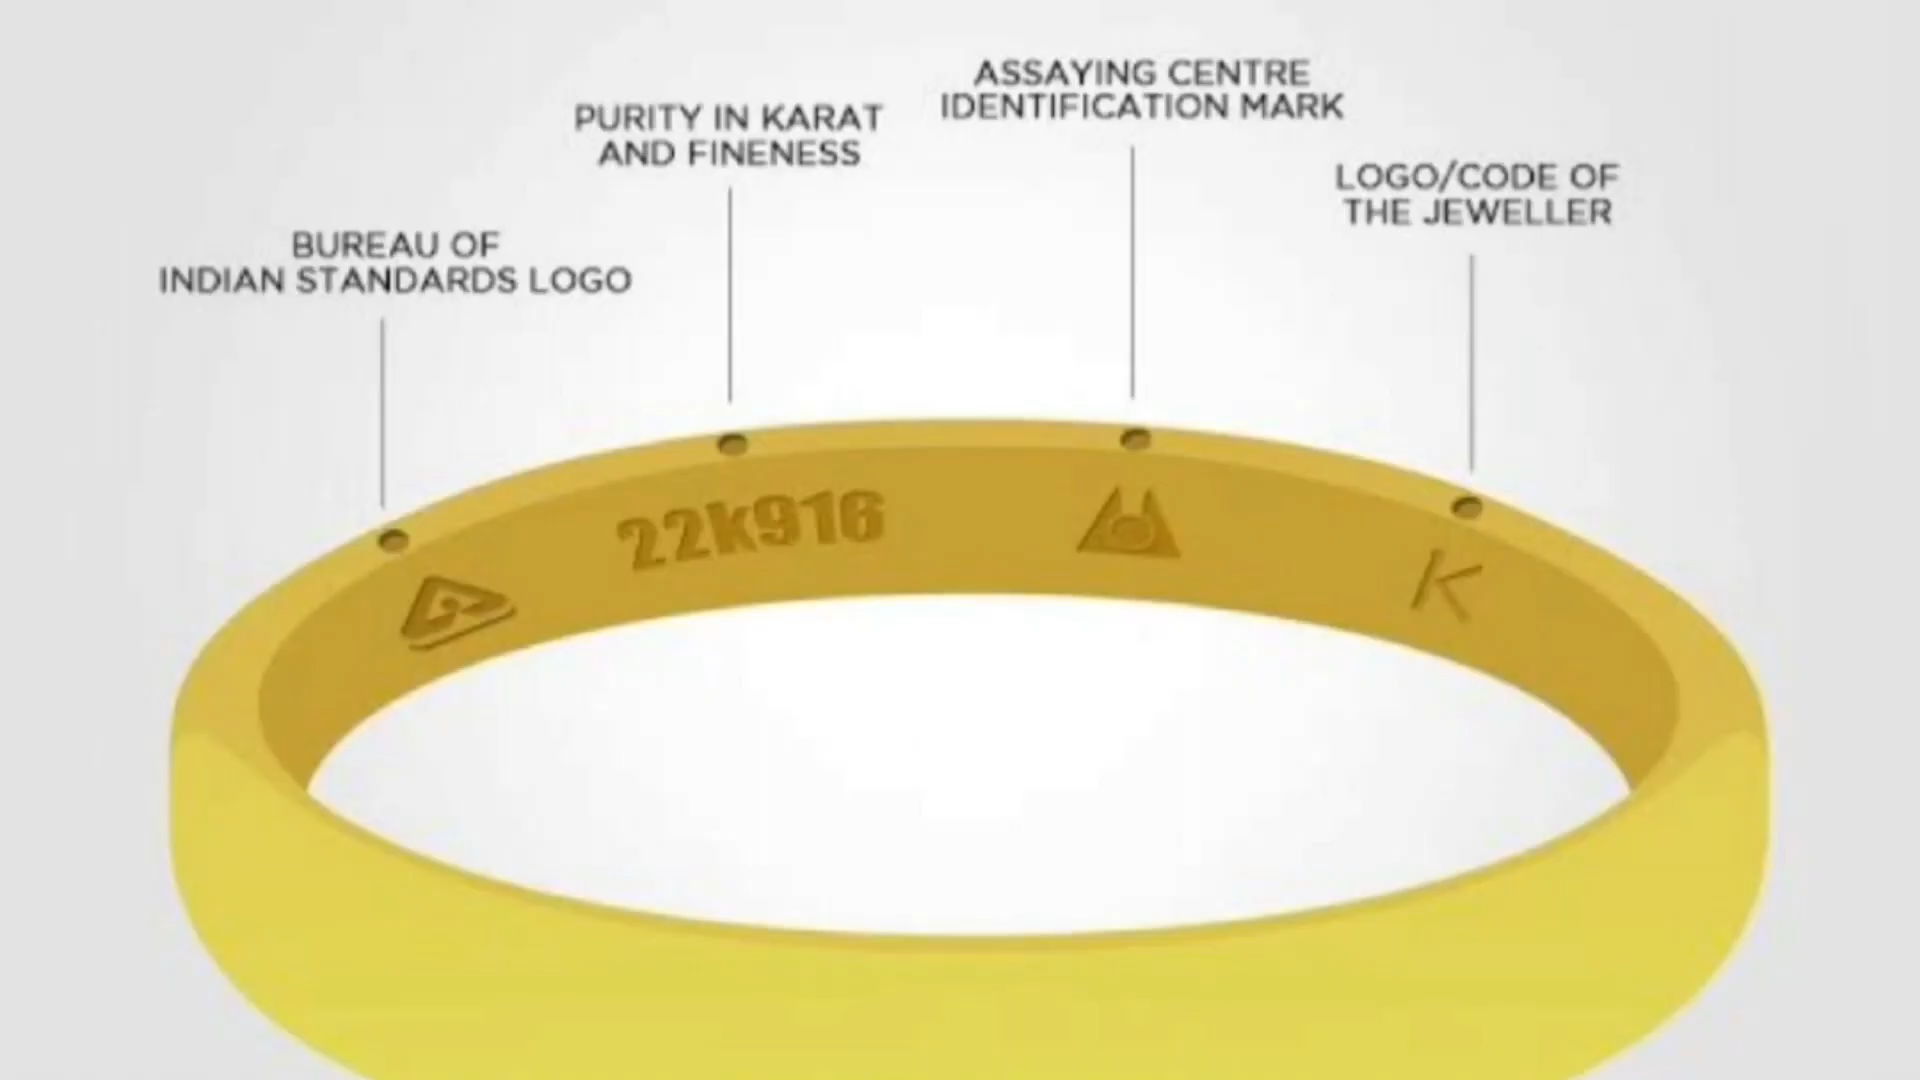 BUREAU OF
INDIAN STANDARDS LOGO
PURITY IN KARAT
AND FINENESS
ASSAYING CENTRE
IDENTIFICATION MARK
LOGO/CODE OF
THE JEWELLER
22k916
K